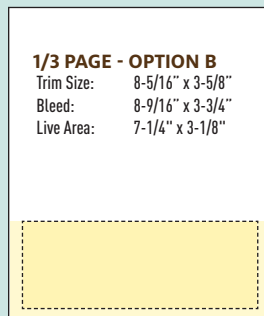 1/3 PAGE - OPTION B
Trim Size: 8-5/16” x 3-5/8”
Bleed: 8-9/16” x 3-3/4”
Live Area: 7-1/4" x 3-1/8"